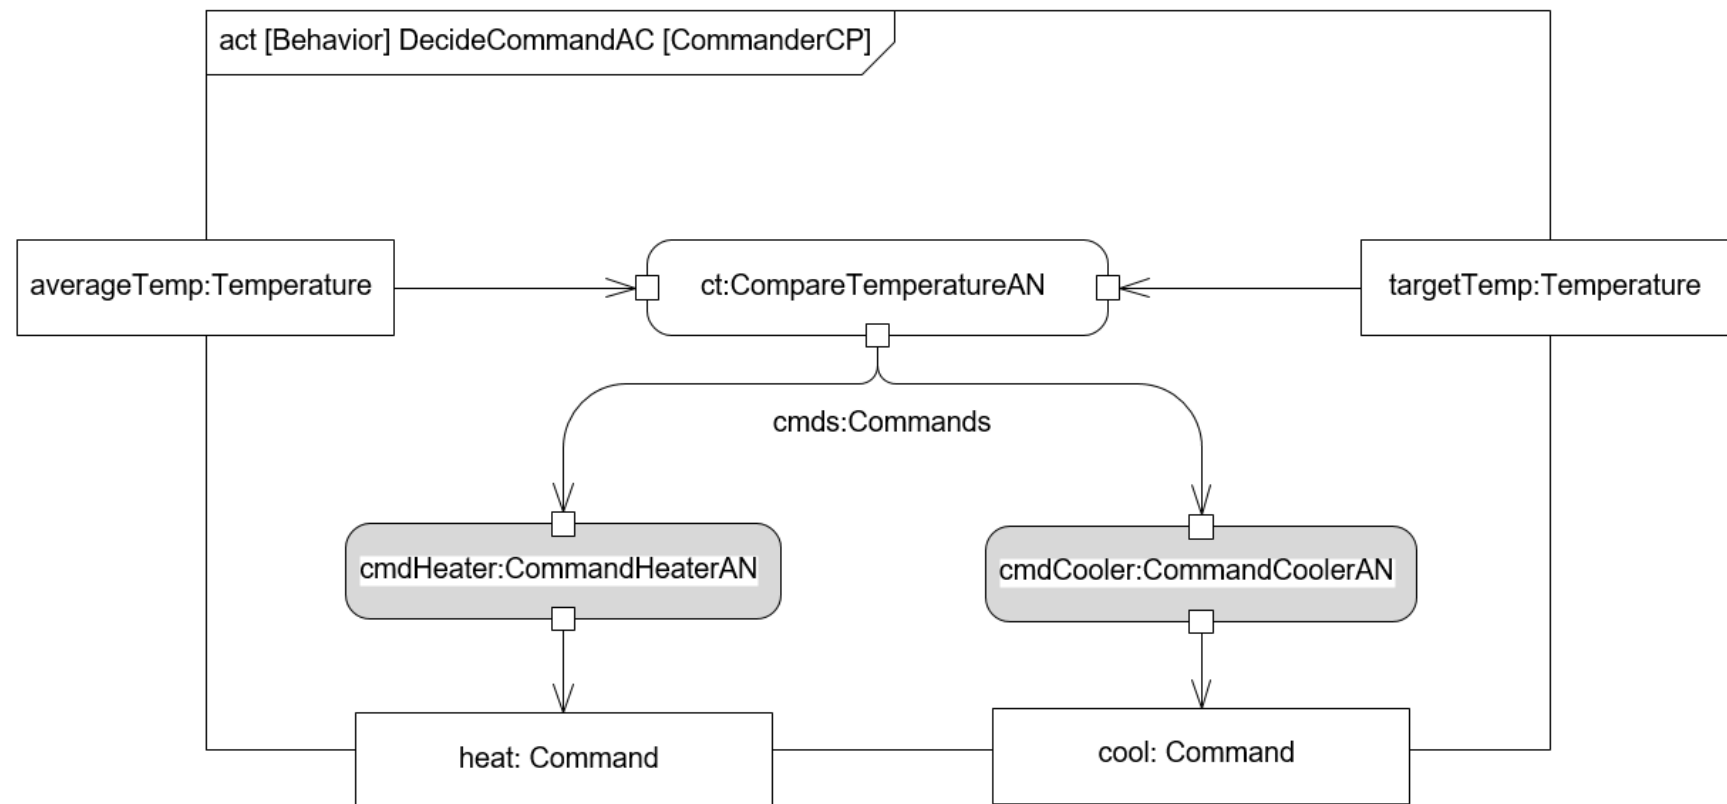 act [Behavior] DecideCommandAC [CommanderCP]
averageTemp:Temperature
ct:CompareTemperatureAN
targetTemp:Temperature
cmds:Commands
cmdHeater:CommandHeaterAN
cmdCooler:CommandCoolerAN
heat: Command
cool: Command